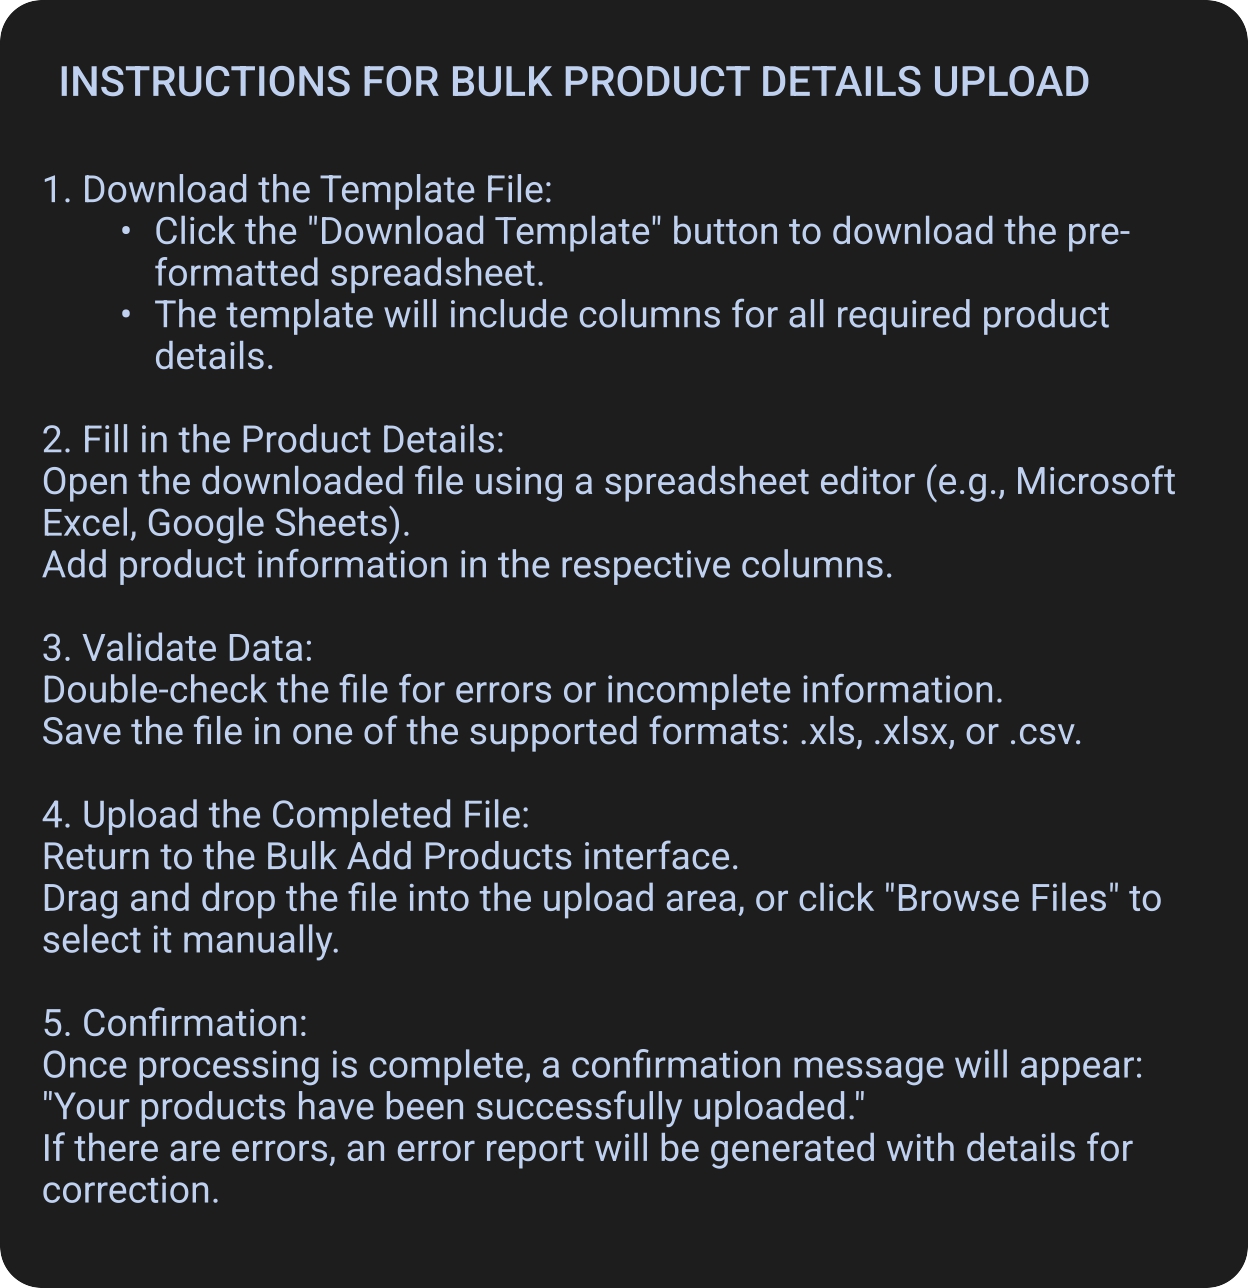 INSTRUCTIONS FOR BULK PRODUCT DETAILS UPLOAD
1. Download the Template File:
• Click the "Download Template" button to download the pre-
formatted spreadsheet.
• The template will include columns for all required product
details.
2. Fill in the Product Details:
Open the downloaded file using a spreadsheet editor (e.g., Microsoft
Excel, Google Sheets).
Add product information in the respective columns.
3. Validate Data:
Double-check the file for errors or incomplete information.
Save the file in one of the supported formats: .xls, .xlsx, or .csv.
4. Upload the Completed File:
Return to the Bulk Add Products interface.
Drag and drop the file into the upload area, or click "Browse Files" to
select it manually.
5. Confirmation:
Once processing is complete, a confirmation message will appear:
"Your products have been successfully uploaded."
If there are errors, an error report will be generated with details for
correction.